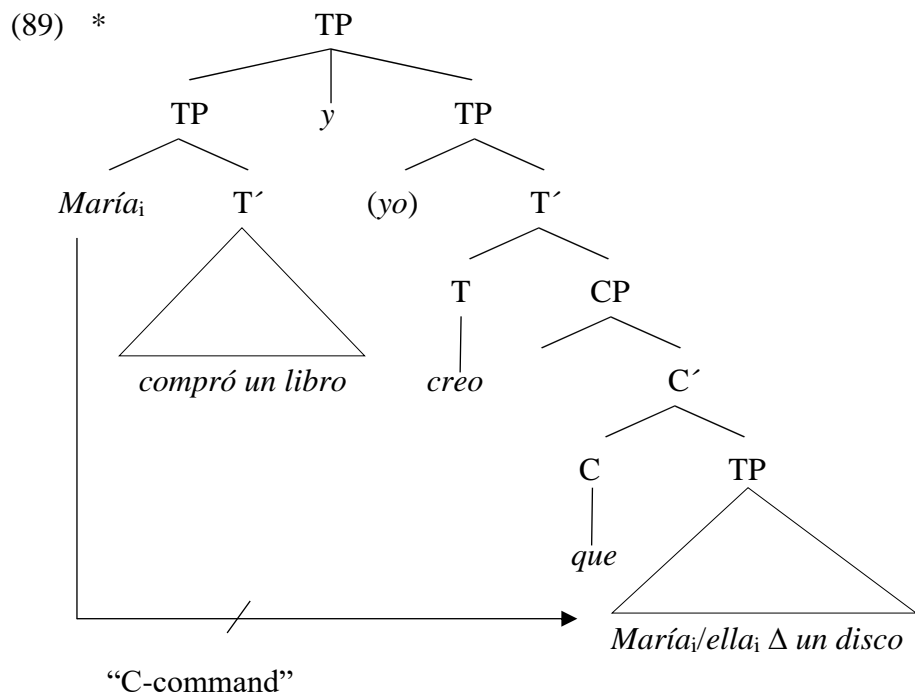 (89) * TP
TP y TP
Maríaᵢ T´ (yo) T´
T CP
compró un libro creo C´
C TP
que
Maríaᵢ/ellaᵢ Δ un disco
“C-command”